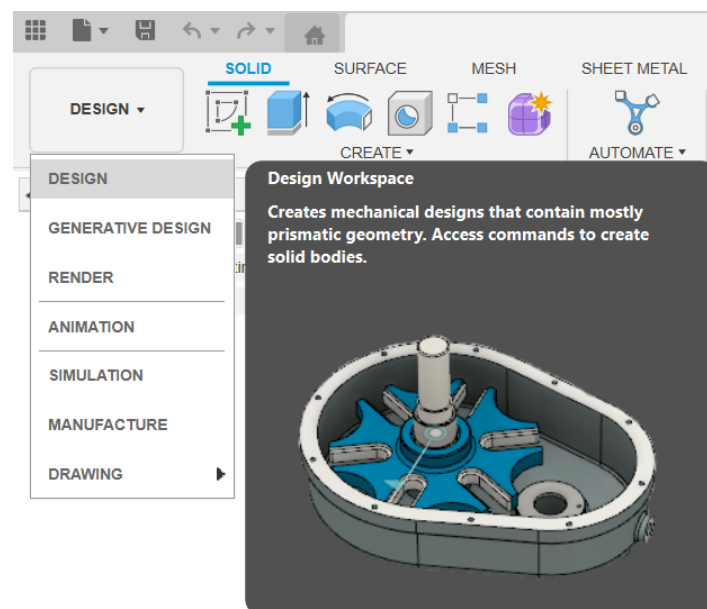 SOLID SURFACE MESH SHEET METAL
DESIGN
CREATE AUTOMATE
DESIGN
GENERATIVE DESIGN
RENDER
ANIMATION
SIMULATION
MANUFACTURE
DRAWING
Design Workspace
Creates mechanical designs that contain mostly
prismatic geometry. Access commands to create
solid bodies.